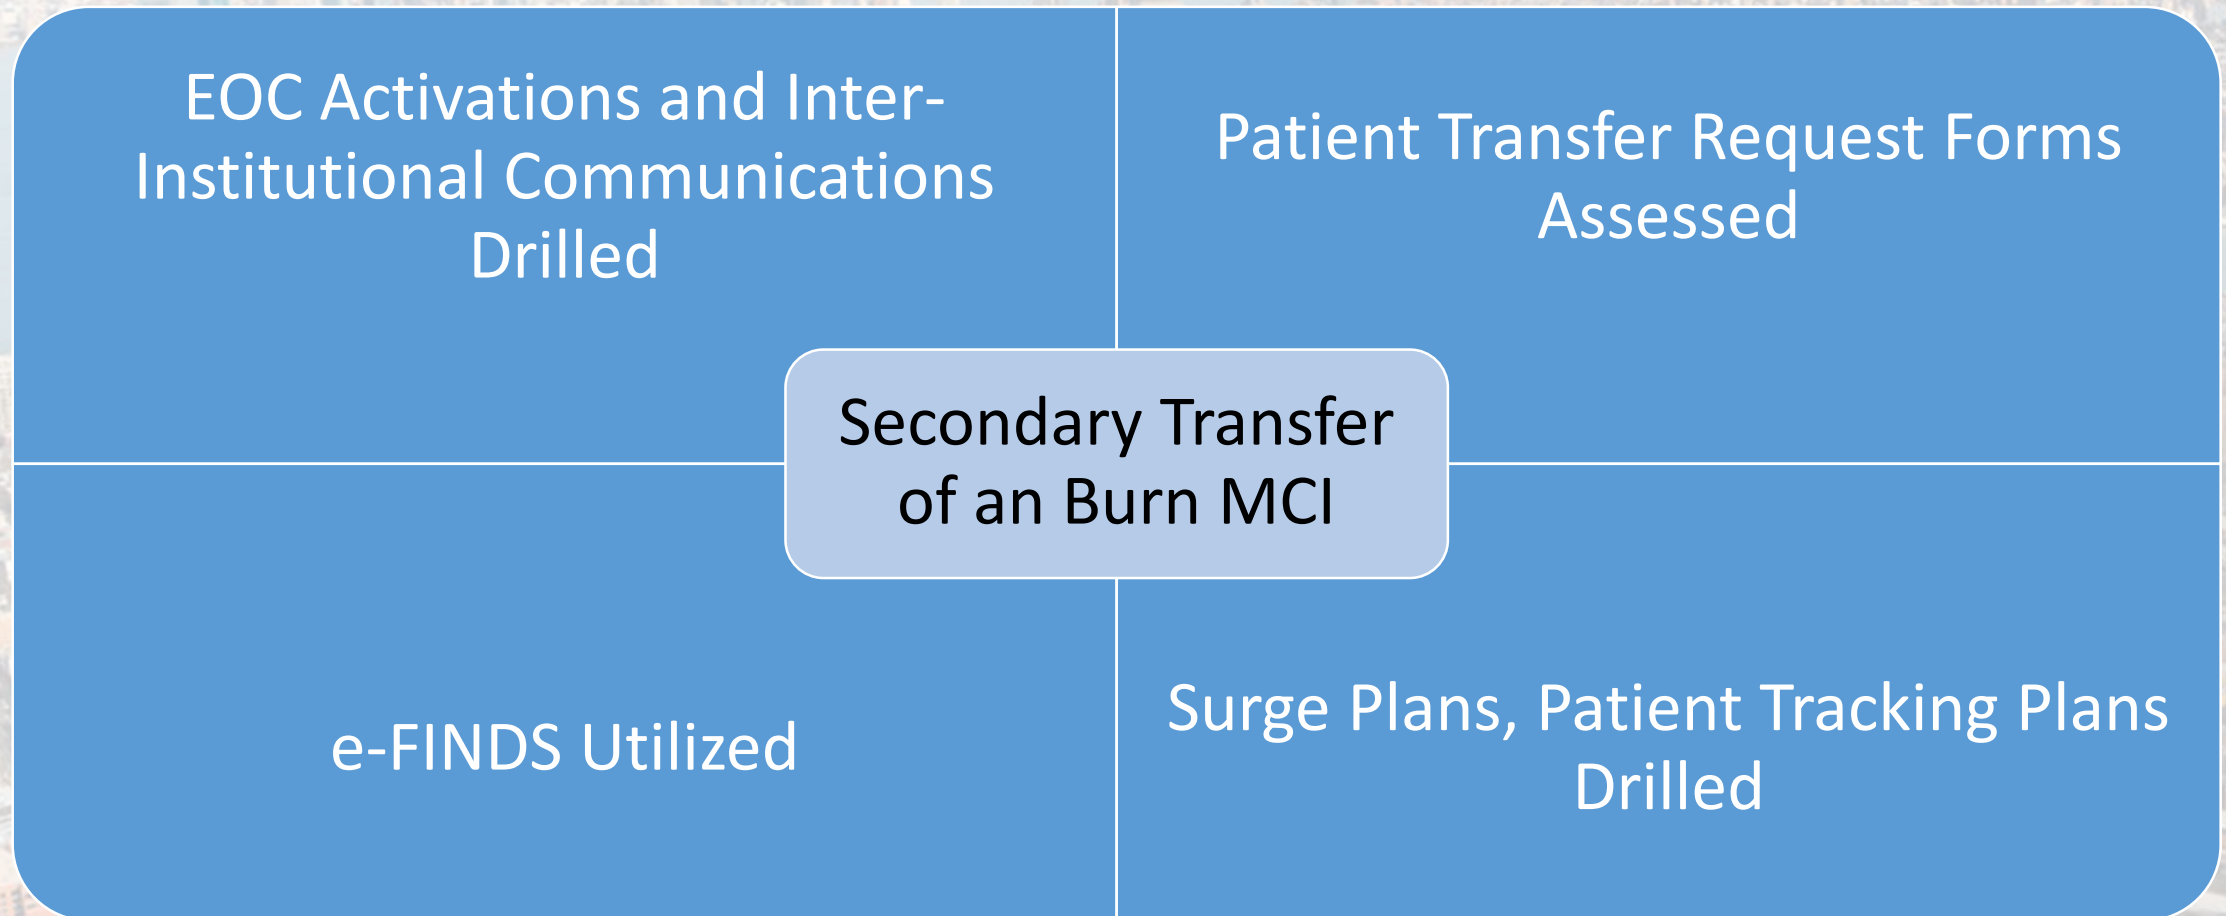 EOC Activations and Inter-
Institutional Communications
Drilled
Patient Transfer Request Forms
Assessed
Secondary Transfer
of an Burn MCI
e-FINDS Utilized
Surge Plans, Patient Tracking Plans
Drilled